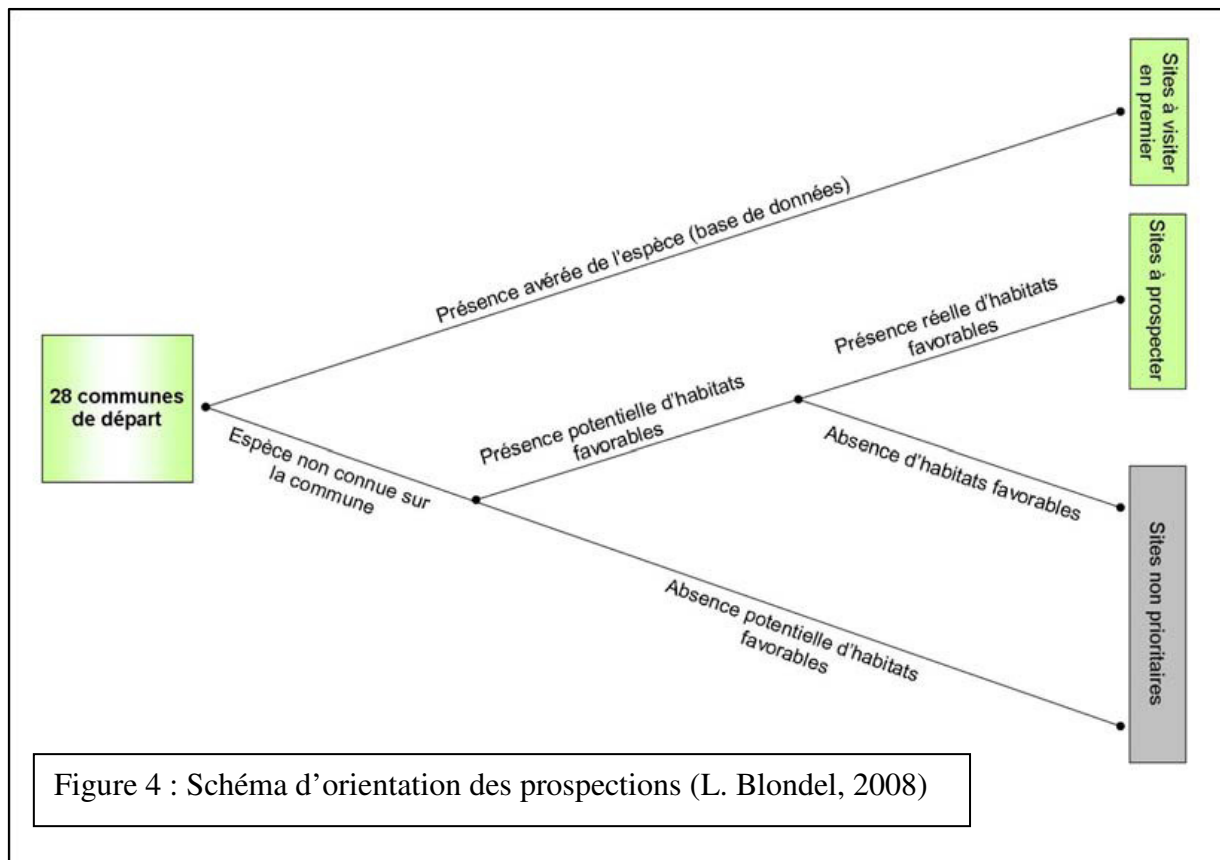 28 communes
de départ
Présence avérée de l'espèce (base de données)
Espèce non connue sur
la commune
Présence potentielle d'habitats
favorables
Présence réelle d'habitats
favorables
Absence d'habitats favorables
Absence potentielle d'habitats
favorables
Sites à visiter
en premier
Sites à prospecter
Sites non prioritaires
Figure 4 : Schéma d'orientation des prospections (L. Blondel, 2008)